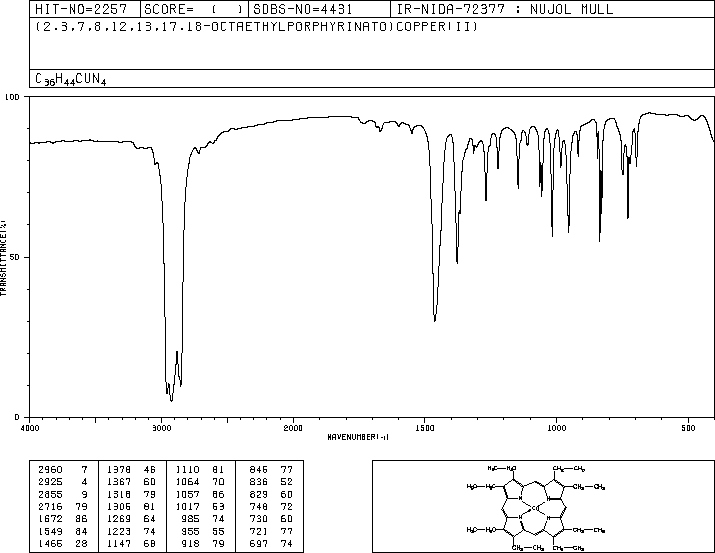 HIT-NO=2257 SCORE= ( ) SDBS-NO=4431 IR-NIDA-72377 : NUJOL MULL
(2,3,7,8,12,13,17,18-OCTAETHYLPORPHYRINATO)COPPER(II)
C36H44CUN4
100
50
0
TRANSMITTANCE(%)
4000 3000 2000 1500 1000 500
WAVENUMBER(-1)
2960 7 1378 46 1110 81 846 77
2925 4 1367 60 1064 70 836 52
2855 9 1318 79 1057 66 829 60
2716 79 1306 81 1017 53 748 72
1672 86 1269 64 985 74 730 60
1549 84 1223 74 955 55 721 77
1466 28 1147 68 918 79 697 74